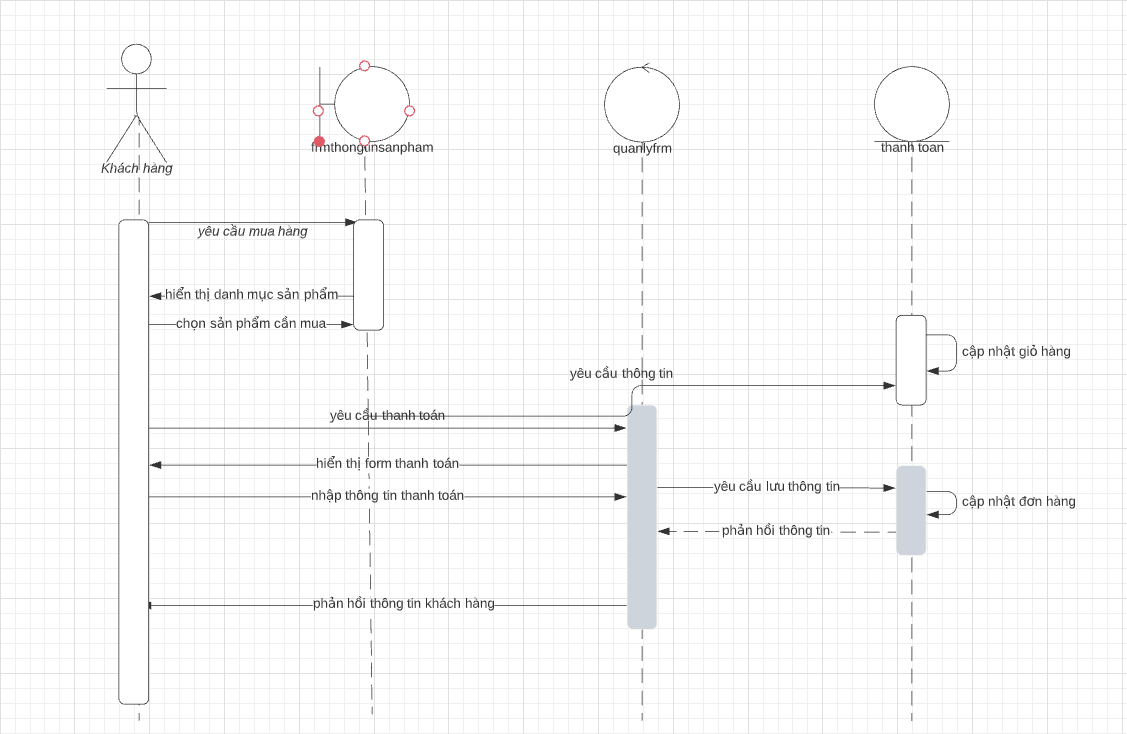 Khách hàng
frmthongtinsanpham
quanlyfrm
thanh toan
yêu cầu mua hàng
hiển thị danh mục sản phẩm
chọn sản phẩm cần mua
cập nhật giỏ hàng
yêu cầu thông tin
yêu cầu thanh toán
hiển thị form thanh toán
yêu cầu lưu thông tin
nhập thông tin thanh toán
cập nhật đơn hàng
phản hồi thông tin
phản hồi thông tin khách hàng